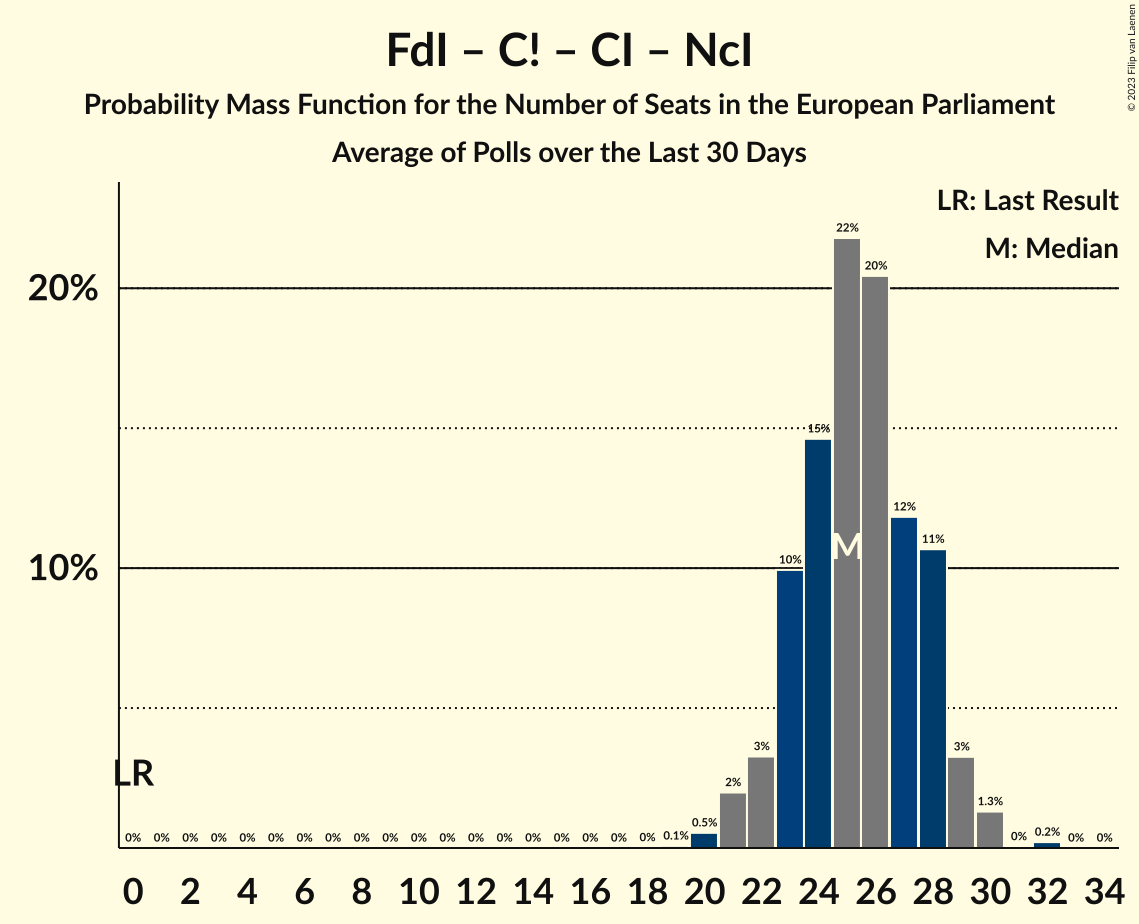 FdI – C! – CI – NcI
Probability Mass Function for the Number of Seats in the European Parliament
Average of Polls over the Last 30 Days
© 2023 Filip van Laenen
LR: Last Result
M: Median
20%
10%
LR
M
0% 0% 0% 0% 0% 0% 0% 0% 0% 0% 0% 0% 0% 0% 0% 0% 0% 0% 0% 0.1% 0.5% 2% 3% 10% 15% 22% 20% 12% 11% 3% 1.3% 0% 0.2% 0% 0%
0 2 4 6 8 10 12 14 16 18 20 22 24 26 28 30 32 34